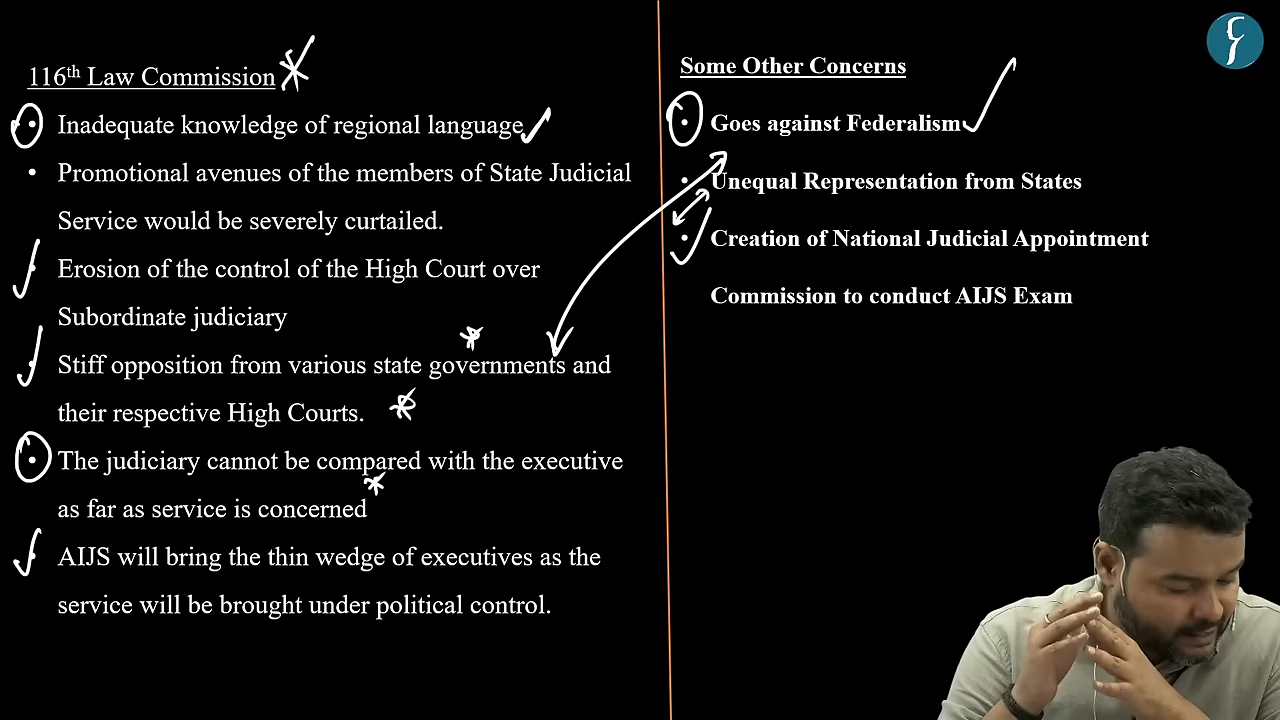 116th Law Commission
• Inadequate knowledge of regional language
• Promotional avenues of the members of State Judicial
Service would be severely curtailed.
• Erosion of the control of the High Court over
Subordinate judiciary
• Stiff opposition from various state governments and
their respective High Courts.
• The judiciary cannot be compared with the executive
as far as service is concerned
• AIJS will bring the thin wedge of executives as the
service will be brought under political control.
Some Other Concerns
• Goes against Federalism
• Unequal Representation from States
• Creation of National Judicial Appointment
Commission to conduct AIJS Exam